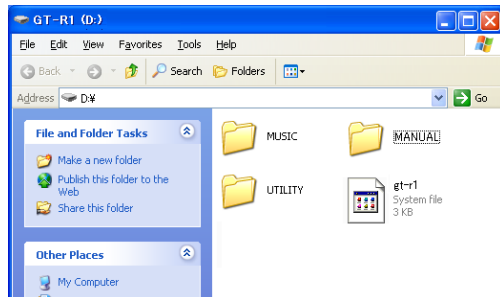 GT-R1 (D:)
File Edit View Favorites Tools Help
Back Search Folders
Address D:¥ Go
File and Folder Tasks
Make a new folder
Publish this folder to the
Web
Share this folder
Other Places
My Computer
MUSIC MANUAL
UTILITY gt-r1
System file
3 KB